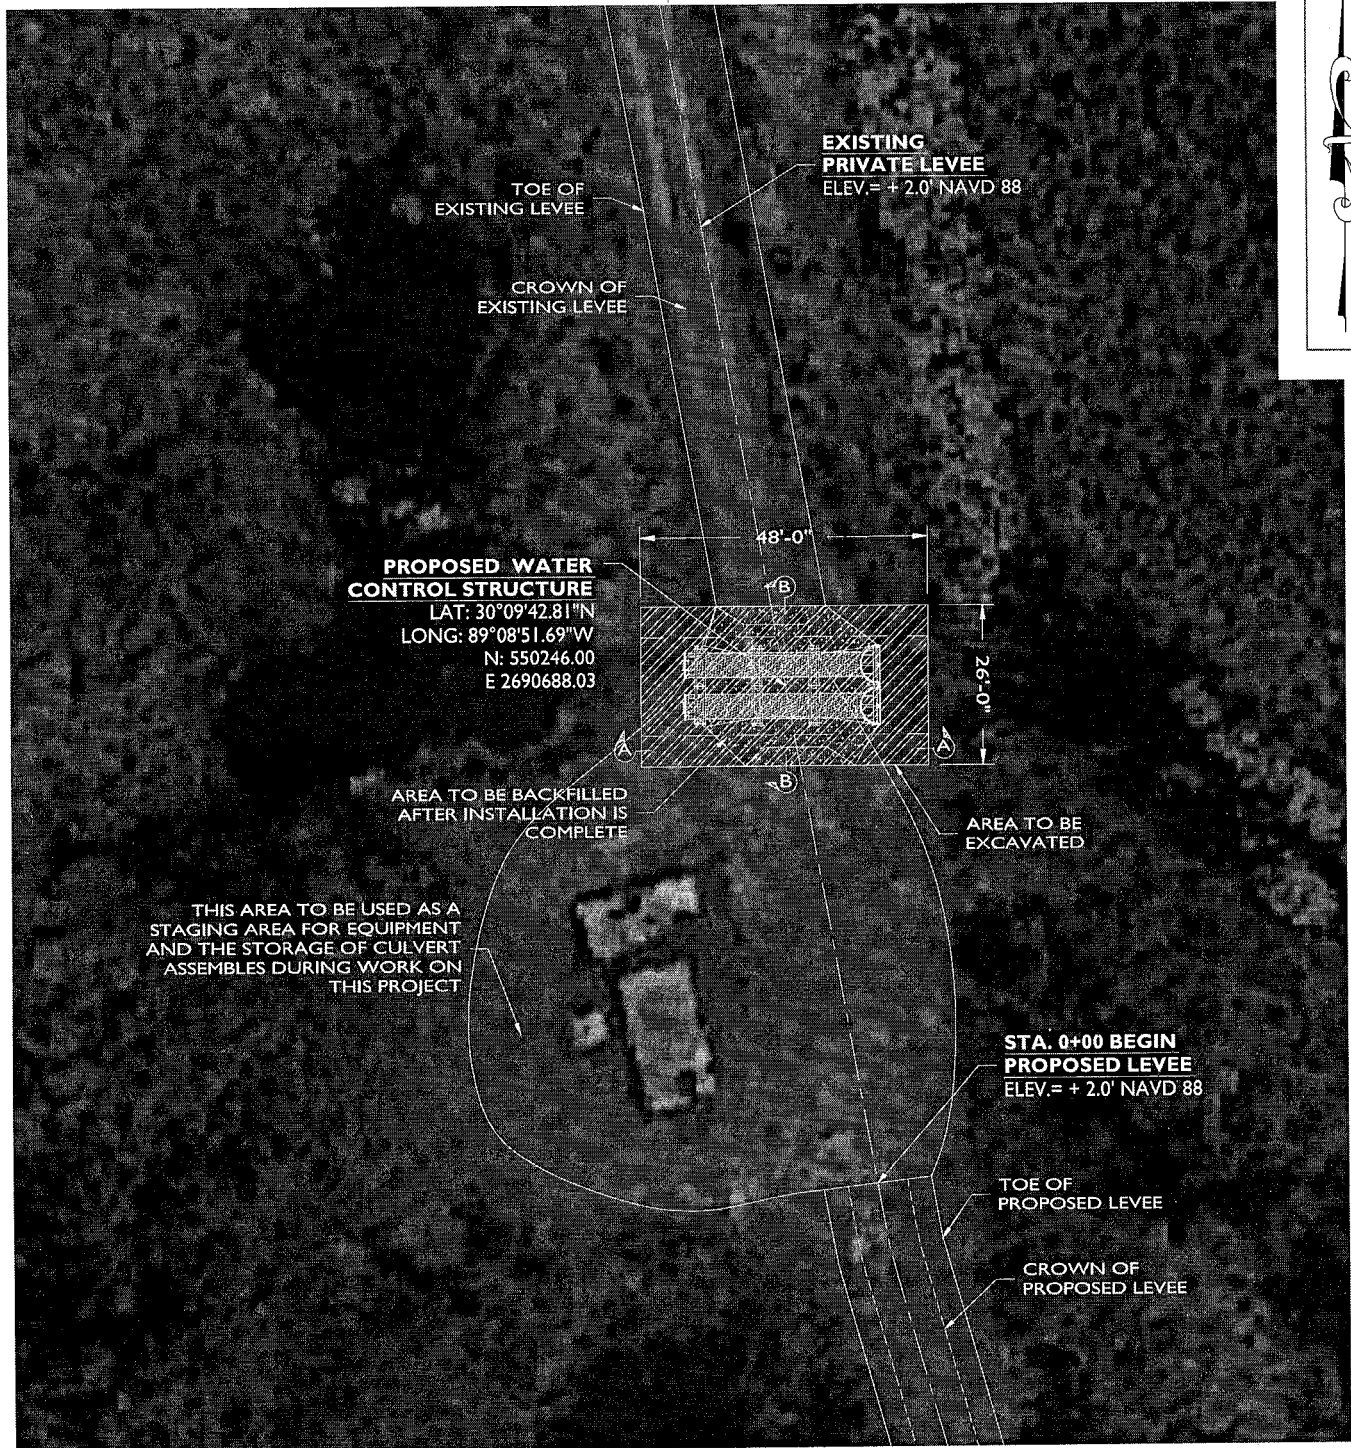 EXISTING
PRIVATE LEVEE
ELEV.= + 2.0' NAVD 88
TOE OF
EXISTING LEVEE
CROWN OF
EXISTING LEVEE
48'-0"
PROPOSED WATER
CONTROL STRUCTURE
LAT: 30°09'42.81"N
LONG: 89°08'51.69"W
N: 550246.00
E 2690688.03
B
26'-0"
A
A
B
AREA TO BE BACKFILLED
AFTER INSTALLATION IS
COMPLETE
AREA TO BE
EXCAVATED
THIS AREA TO BE USED AS A
STAGING AREA FOR EQUIPMENT
AND THE STORAGE OF CULVERT
ASSEMBLES DURING WORK ON
THIS PROJECT
STA. 0+00 BEGIN
PROPOSED LEVEE
ELEV.= + 2.0' NAVD 88
TOE OF
PROPOSED LEVEE
CROWN OF
PROPOSED LEVEE